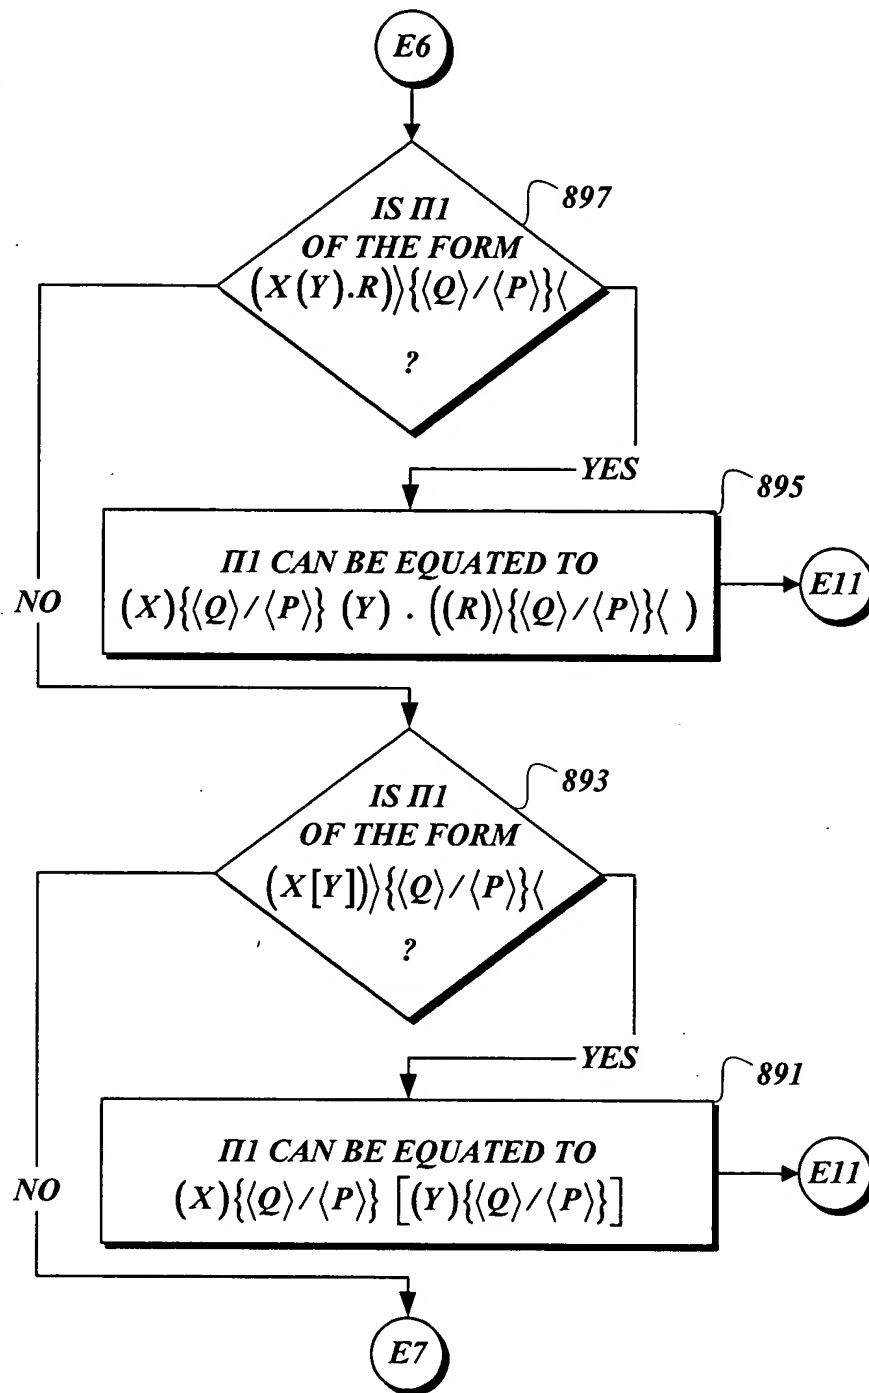 E6
897
IS Π1
OF THE FORM
(X(Y).R)⟩{⟨Q⟩/⟨P⟩}⟨
?
YES
895
Π1 CAN BE EQUATED TO
(X){⟨Q⟩/⟨P⟩} (Y) . ((R)⟩{⟨Q⟩/⟨P⟩}⟨ )
E11
NO
893
IS Π1
OF THE FORM
(X[Y])⟩{⟨Q⟩/⟨P⟩}⟨
?
YES
891
Π1 CAN BE EQUATED TO
(X){⟨Q⟩/⟨P⟩} [(Y){⟨Q⟩/⟨P⟩}]
E11
NO
E7